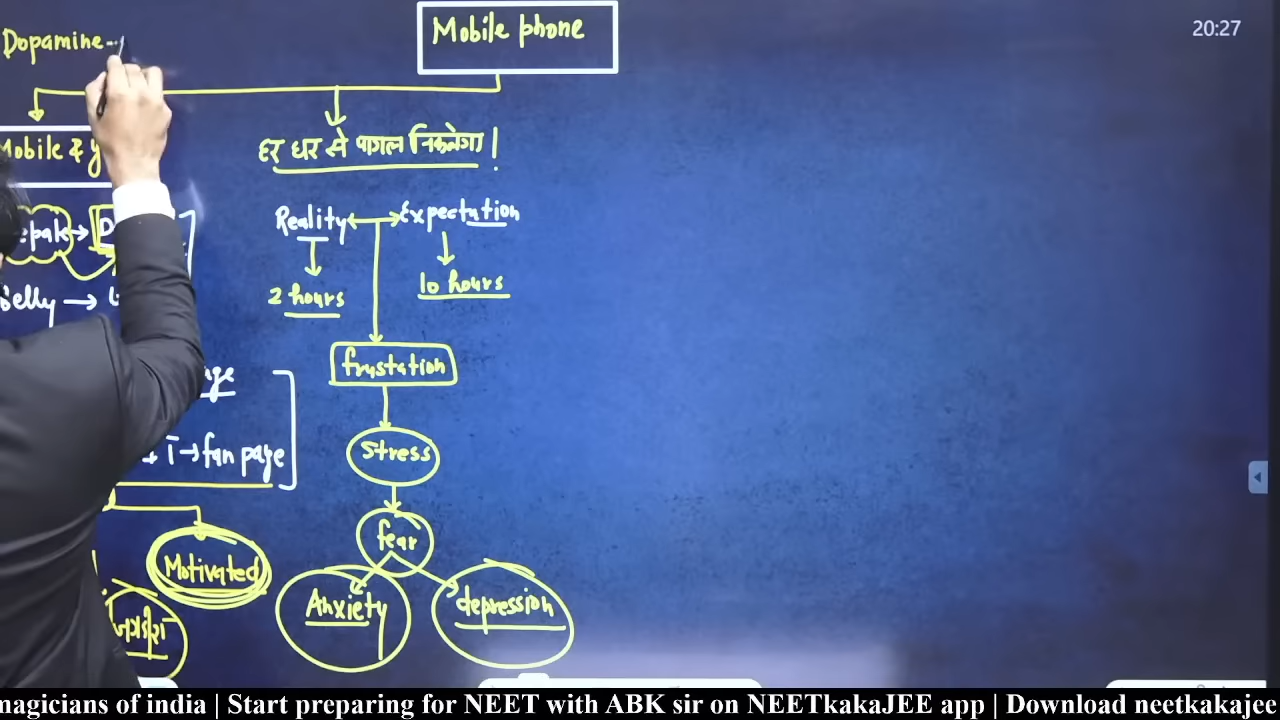 Mobile phone
20:27
Dopamine
Mobile &
हर घर से पागल निकलेगा !
Reality
Expectation
2 hours
10 hours
frustation
Stress
→ fan page
fear
Motivated
Anxiety
depression
magicians of india | Start preparing for NEET with ABK sir on NEETkakaJEE app | Download neetkakajee